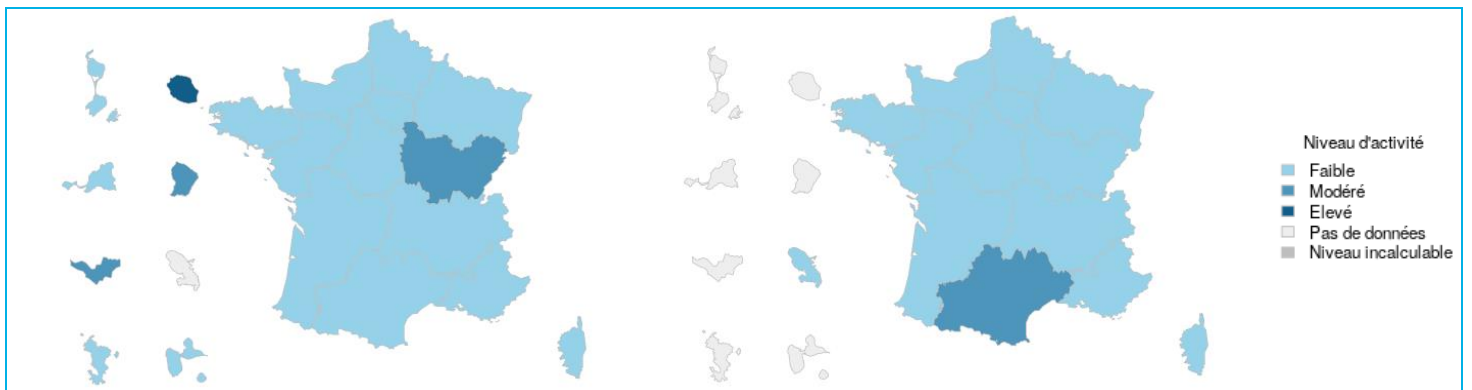 Niveau d'activité
Faible
Modéré
Elevé
Pas de données
Niveau incalculable